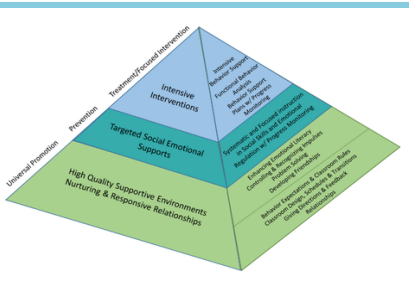 Treatment/Focused Intervention
Prevention
Universal Promotion
Intensive
Interventions
Intensive
Behavior Support
Functional Behavior
Analysis
Behavior Support
Plans w/ Progress
Monitoring
Targeted Social Emotional
Supports
Systematic and Focused Instruction
in Social Skills and Emotional
Regulation w/ Progress Monitoring
High Quality Supportive Environments
Nurturing & Responsive Relationships
Enhancing Emotional Literacy
Controlling & Recognizing Impulses
Problem Solving
Developing Friendships
Behavior Expectations & Classroom Rules
Classroom Design, Schedules & Transitions
Giving Directions & Feedback
Relationships